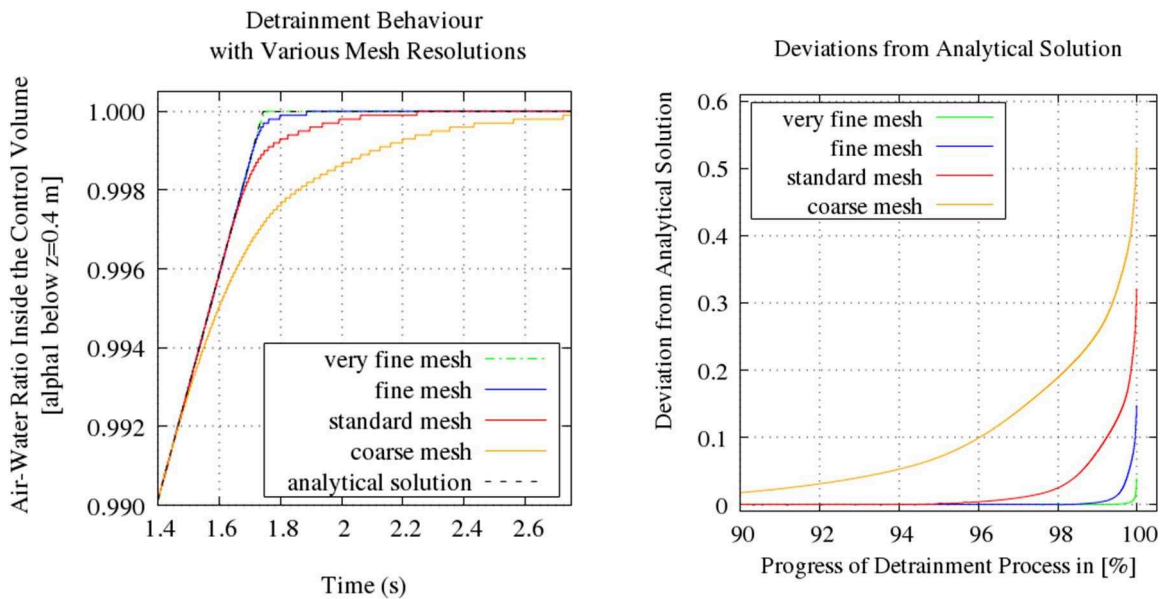 Detrainment Behaviour
with Various Mesh Resolutions
Air-Water Ratio Inside the Control Volume
[alpha1 below z=0.4 m]
1.000
0.998
0.996
0.994
0.992
0.990
very fine mesh
fine mesh
standard mesh
coarse mesh
analytical solution
1.4 1.6 1.8 2 2.2 2.4 2.6
Time (s)
Deviations from Analytical Solution
Deviation from Analytical Solution
0.6
0.5
0.4
0.3
0.2
0.1
0
very fine mesh
fine mesh
standard mesh
coarse mesh
90 92 94 96 98 100
Progress of Detrainment Process in [%]